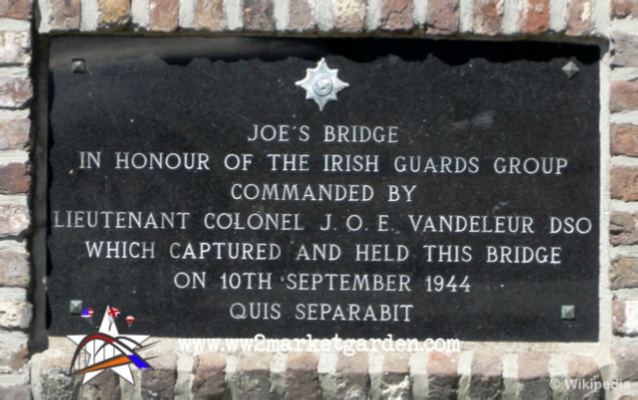 JOE'S BRIDGE
IN HONOUR OF THE IRISH GUARDS GROUP
COMMANDED BY
LIEUTENANT COLONEL J. O. E. VANDELEUR DSO
WHICH CAPTURED AND HELD THIS BRIDGE
ON 10TH SEPTEMBER 1944
QUIS SEPARABIT
www.ww2marketgarden.com
© Wikipedia